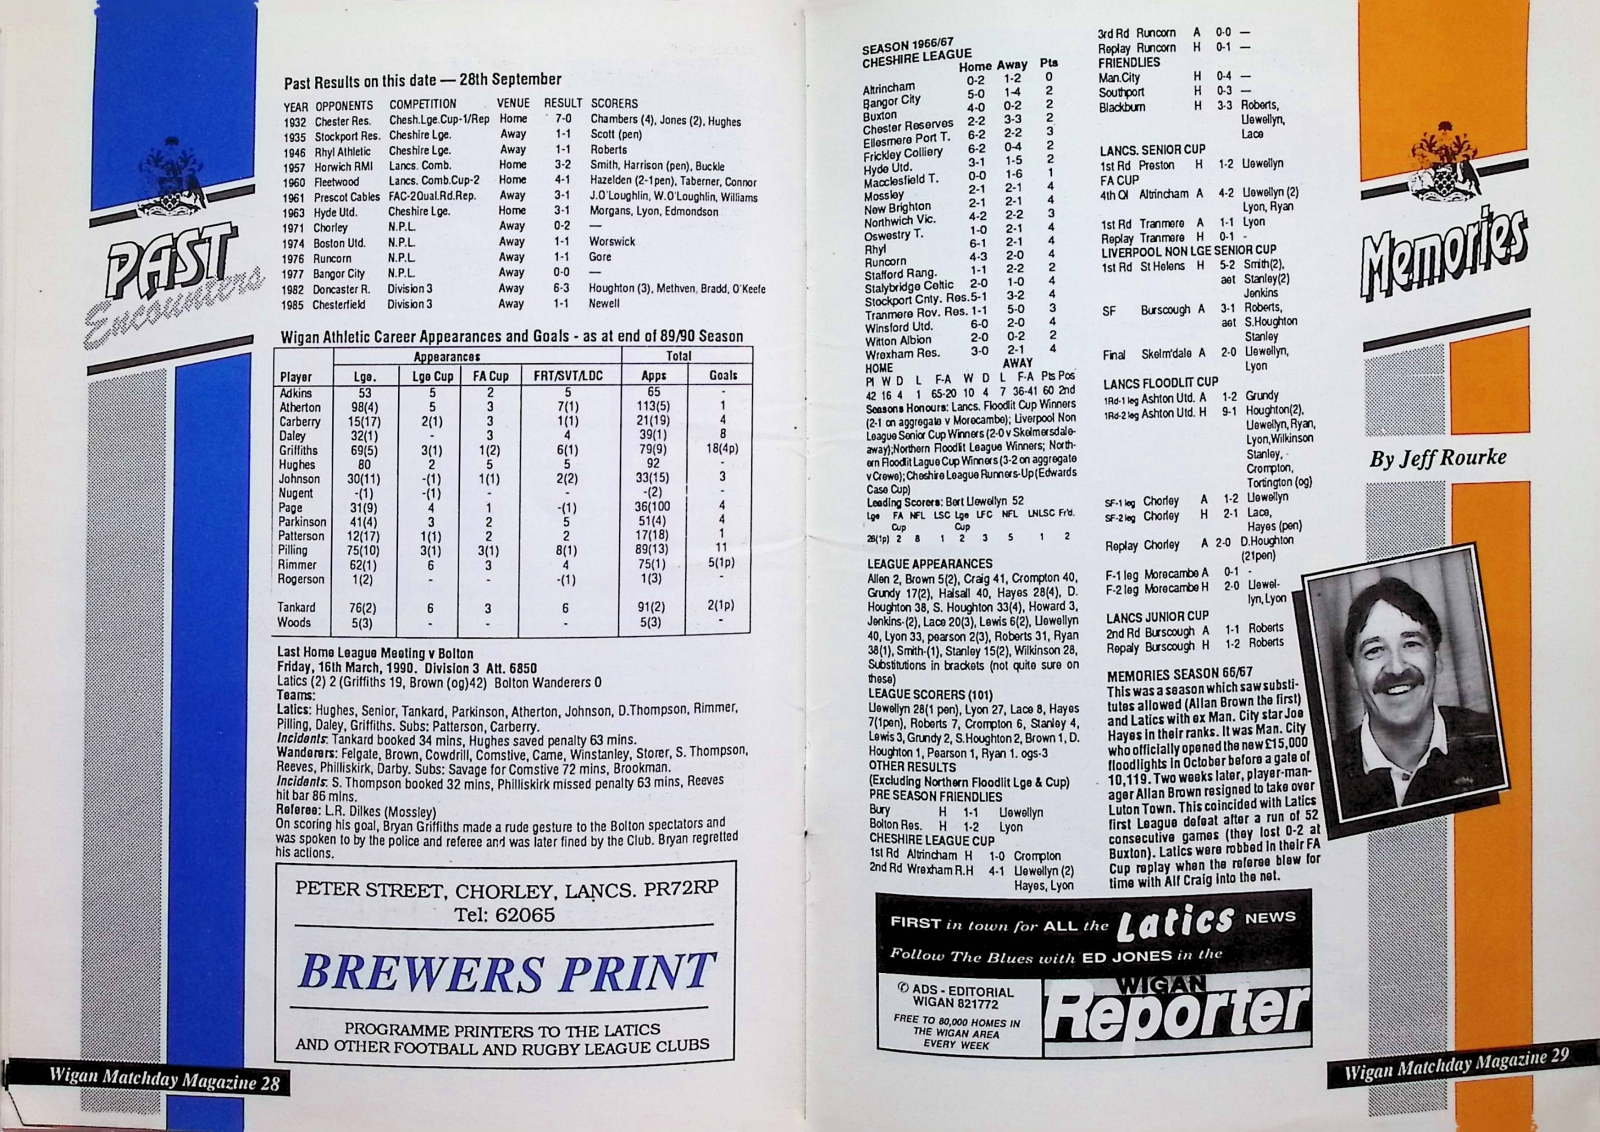 PAST
Encounters
Past Results on this date — 28th September
YEAR OPPONENTS COMPETITION VENUE RESULT SCORERS
1932 Chester Res. Chesh.Lge.Cup-1/Rep Home 7-0 Chambers (4), Jones (2), Hughes
1935 Stockport Res. Cheshire Lge. Away 1-1 Scott (pen)
1946 Rhyl Athletic Cheshire Lge. Away 1-1 Roberts
1957 Horwich RMI Lancs. Comb. Home 3-2 Smith, Harrison (pen), Buckle
1960 Fleetwood Lancs. Comb.Cup-2 Home 4-1 Hazelden (2-1pen), Taberner, Connor
1961 Prescot Cables FAC-2Qual.Rd.Rep. Away 3-1 J.O'Loughlin, W.O'Loughlin, Williams
1963 Hyde Utd. Cheshire Lge. Home 3-1 Morgans, Lyon, Edmondson
1971 Chorley N.P.L. Away 0-2 —
1974 Boston Utd. N.P.L. Away 1-1 Worswick
1976 Runcorn N.P.L. Away 1-1 Gore
1977 Bangor City N.P.L. Away 0-0 —
1982 Doncaster R. Division 3 Away 6-3 Houghton (3), Methven, Bradd, O'Keefe
1985 Chesterfield Division 3 Away 1-1 Newell
Wigan Athletic Career Appearances and Goals - as at end of 89/90 Season
Appearances Total
Player Lge. Lge Cup FA Cup FRT/SVT/LDC Apps Goals
Adkins 53 5 2 5 65 -
Atherton 98(4) 5 3 7(1) 113(5) 1
Carberry 15(17) 2(1) 3 1(1) 21(19) 4
Daley 32(1) - 3 4 39(1) 8
Griffiths 69(5) 3(1) 1(2) 6(1) 79(9) 18(4p)
Hughes 80 2 5 5 92 -
Johnson 30(11) -(1) 1(1) 2(2) 33(15) 3
Nugent -(1) -(1) - - -(2) -
Page 31(9) 4 1 -(1) 36(100 4
Parkinson 41(4) 3 2 5 51(4) 4
Patterson 12(17) 1(1) 2 2 17(18) 1
Pilling 75(10) 3(1) 3(1) 8(1) 89(13) 11
Rimmer 62(1) 6 3 4 75(1) 5(1p)
Rogerson 1(2) - - -(1) 1(3) -
Tankard 76(2) 6 3 6 91(2) 2(1p)
Woods 5(3) - - - 5(3) -
Last Home League Meeting v Bolton
Friday, 16th March, 1990. Division 3 Att. 6850
Latics (2) 2 (Griffiths 19, Brown (og)42) Bolton Wanderers 0
Teams:
Latics: Hughes, Senior, Tankard, Parkinson, Atherton, Johnson, D.Thompson, Rimmer,
Pilling, Daley, Griffiths. Subs: Patterson, Carberry.
Incidents: Tankard booked 34 mins, Hughes saved penalty 63 mins.
Wanderers: Felgate, Brown, Cowdrill, Comstive, Came, Winstanley, Storer, S. Thompson,
Reeves, Philliskirk, Darby. Subs: Savage for Comstive 72 mins, Brookman.
Incidents: S. Thompson booked 32 mins, Philliskirk missed penalty 63 mins, Reeves
hit bar 86 mins.
Referee: L.R. Dilkes (Mossley)
On scoring his goal, Bryan Griffiths made a rude gesture to the Bolton spectators and
was spoken to by the police and referee and was later fined by the Club. Bryan regretted
his actions.
PETER STREET, CHORLEY, LANCS. PR72RP
Tel: 62065
BREWERS PRINT
PROGRAMME PRINTERS TO THE LATICS
AND OTHER FOOTBALL AND RUGBY LEAGUE CLUBS
Wigan Matchday Magazine 28
SEASON 1966/67
CHESHIRE LEAGUE
Home Away Pts
Altrincham 0-2 1-2 0
Bangor City 5-0 1-4 2
Buxton 4-0 0-2 2
Chester Reserves 2-2 3-3 2
Ellesmere Port T. 6-2 2-2 3
Frickley Colliery 6-2 0-4 2
Hyde Utd. 3-1 1-5 2
Macclesfield T. 0-0 1-6 1
Mossley 2-1 2-1 4
New Brighton 2-1 2-1 4
Northwich Vic. 4-2 2-2 3
Oswestry T. 1-0 2-1 4
Rhyl 6-1 2-1 4
Runcorn 4-3 2-0 4
Stafford Rang. 1-1 2-2 2
Stalybridge Celtic 2-0 1-0 4
Stockport Cnty. Res. 5-1 3-2 4
Tranmere Rov. Res. 1-1 5-0 3
Winsford Utd. 6-0 2-0 4
Witton Albion 2-0 0-2 2
Wrexham Res. 3-0 2-1 4
HOME AWAY
Pl W D L F-A W D L F-A Pts Pos
42 16 4 1 65-20 10 4 7 36-41 60 2nd
Seasons Honours: Lancs. Floodlit Cup Winners
(2-1 on aggregate v Morecambe); Liverpool Non
League Senior Cup Winners (2-0 v Skelmersdale-
away);Northern Floodlit League Winners; North-
ern Floodlit Lague Cup Winners (3-2 on aggregate
v Crewe); Cheshire League Runners-Up (Edwards
Case Cup)
Leading Scorers: Bert Llewellyn 52
Lge FA NFL LSC Lge LFC NFL LNLSC Fr'd.
Cup Cup
28(1p) 2 8 1 2 3 5 1 2
LEAGUE APPEARANCES
Allen 2, Brown 5(2), Craig 41, Crompton 40,
Grundy 17(2), Halsall 40, Hayes 28(4), D.
Houghton 38, S. Houghton 33(4), Howard 3,
Jenkins-(2), Lace 20(3), Lewis 6(2), Llewellyn
40, Lyon 33, pearson 2(3), Roberts 31, Ryan
38(1), Smith-(1), Stanley 15(2), Wilkinson 28,
Substitutions in brackets (not quite sure on
these)
LEAGUE SCORERS (101)
Llewellyn 28(1 pen), Lyon 27, Lace 8, Hayes
7(1pen), Roberts 7, Crompton 6, Stanley 4,
Lewis 3, Grundy 2, S.Houghton 2, Brown 1, D.
Houghton 1, Pearson 1, Ryan 1. ogs-3
OTHER RESULTS
(Excluding Northern Floodlit Lge & Cup)
PRE SEASON FRIENDLIES
Bury H 1-1 Llewellyn
Bolton Res. H 1-2 Lyon
CHESHIRE LEAGUE CUP
1st Rd Altrincham H 1-0 Crompton
2nd Rd Wrexham R.H 4-1 Llewellyn (2)
Hayes, Lyon
3rd Rd Runcorn A 0-0 —
Replay Runcorn H 0-1 —
FRIENDLIES
Man.City H 0-4 —
Southport H 0-3 —
Blackburn H 3-3 Roberts,
Llewellyn,
Lace
LANCS. SENIOR CUP
1st Rd Preston H 1-2 Llewellyn
FA CUP
4th Ql Altrincham A 4-2 Llewellyn (2)
Lyon, Ryan
1st Rd Tranmere A 1-1 Lyon
Replay Tranmere H 0-1 -
LIVERPOOL NON LGE SENIOR CUP
1st Rd St Helens H 5-2 Smith(2),
aet Stanley(2)
Jenkins
SF Burscough A 3-1 Roberts,
aet S.Houghton
Stanley
Final Skelm'dale A 2-0 Llewellyn,
Lyon
LANCS FLOODLIT CUP
1Rd-1 leg Ashton Utd. A 1-2 Grundy
1Rd-2 leg Ashton Utd. H 9-1 Houghton(2),
Llewellyn, Ryan,
Lyon,Wilkinson
Stanley,
Crompton,
Torrington (og)
SF-1 leg Chorley A 1-2 Llewellyn
SF-2 leg Chorley H 2-1 Lace,
Hayes (pen)
Replay Chorley A 2-0 D.Houghton
(21pen)
F-1 leg Morecambe A 0-1 -
F-2 leg Morecambe H 2-0 Llewel-
lyn, Lyon
LANCS JUNIOR CUP
2nd Rd Burscough A 1-1 Roberts
Repaly Burscough H 1-2 Roberts
MEMORIES SEASON 66/67
This was a season which saw substi-
tutes allowed (Allan Brown the first)
and Latics with ex Man. City star Joe
Hayes in their ranks. It was Man. City
who officially opened the new £15,000
floodlights in October before a gate of
10,119. Two weeks later, player-man-
ager Allan Brown resigned to take over
Luton Town. This coincided with Latics
first League defeat after a run of 52
consecutive games (they lost 0-2 at
Buxton). Latics were robbed in their FA
Cup replay when the referee blew for
time with Alf Craig into the net.
FIRST in town for ALL the Latics NEWS
Follow The Blues with ED JONES in the
✆ ADS - EDITORIAL
WIGAN 821772
FREE TO 80,000 HOMES IN
THE WIGAN AREA
EVERY WEEK
WIGAN
Reporter
Memories
By Jeff Rourke
Wigan Matchday Magazine 29